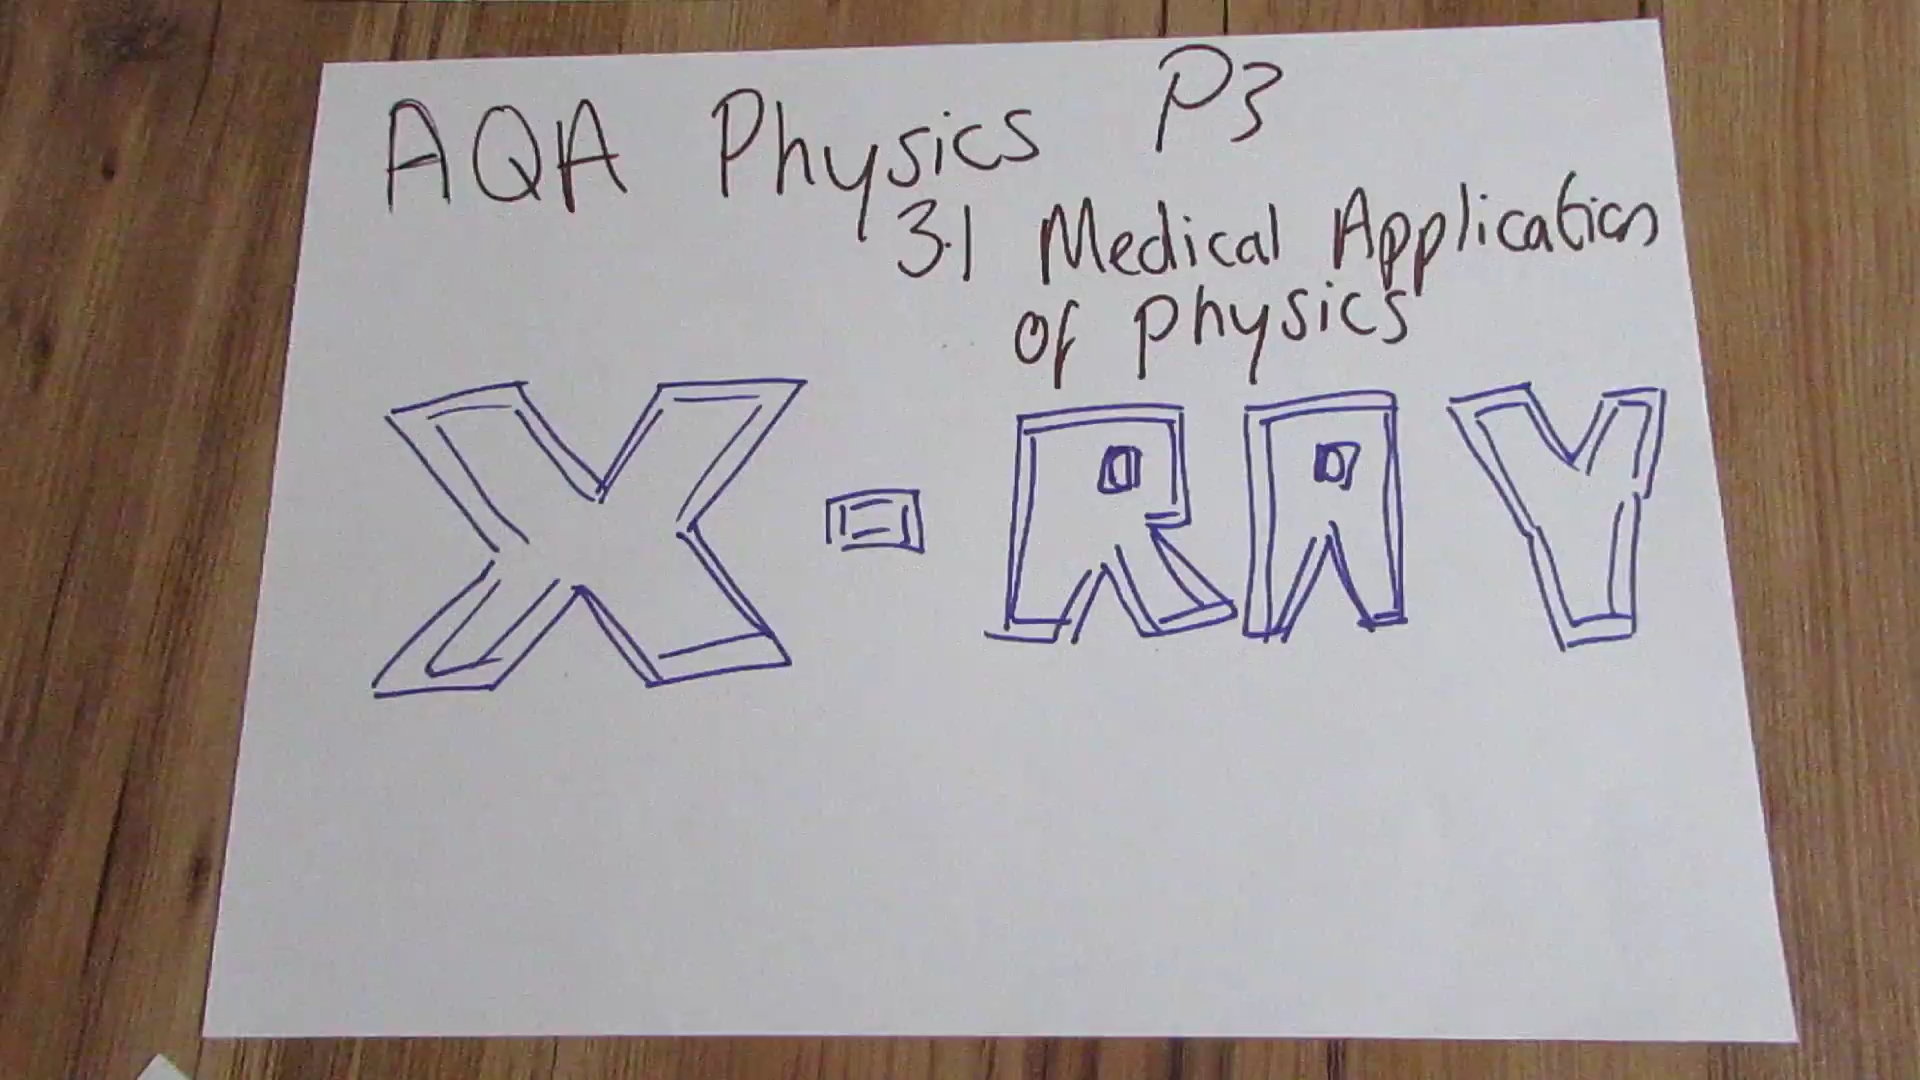 AQA Physics P3
3.1 Medical Application
of physics
X-RAY